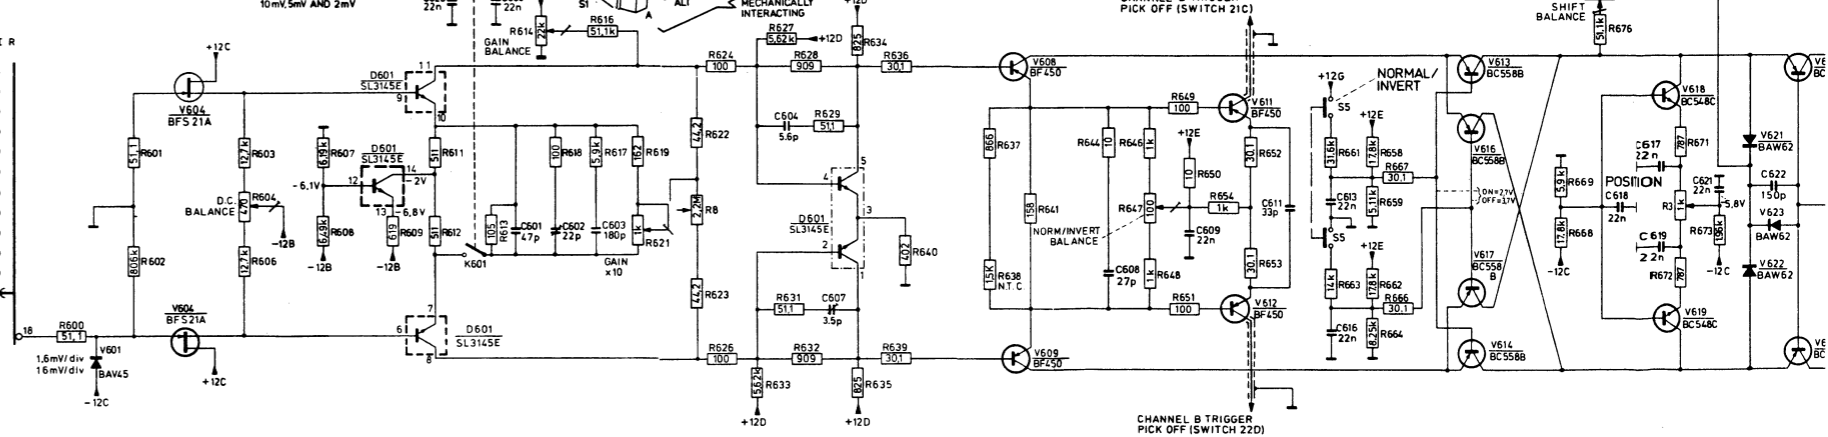 10mV,5mV AND 2mV
22n
22n
S1
A
ALT
MECHANICALLY
INTERACTING
+12D
PICK OFF (SWITCH 21C)
SHIFT
BALANCE
51,1k
R676
R
+12C
V604
BFS21A
R614
22k
GAIN
BALANCE
R616
51,1k
R627
5,62k
+12D
825
R634
R624
100
R628
909
R636
30,1
V608
BF450
D601
SL3145E
11
9
10
51,1
R601
12,7k
R603
6,19k
R607
D601
SL3145E
14
-2V
12
-6,1V
13
-6,8V
511
R611
100
R618
5,9k
R617
162
R619
44,2
R622
C604
5.6p
R629
51,1
5
4
3
2
1
D601
SL3145E
D.C.
BALANCE
470
R604
-12B
6,49k
R608
-12B
619
R609
-12B
511
R612
105
R613
C601
47p
C602
22p
C603
180p
1k
R621
GAIN
x10
K601
2,2M
R8
402
R640
806k
R602
12,7k
R606
44,2
R623
R631
51,1
C607
3.5p
V604
BFS21A
18
R600
51,1
1,6mV/div
16mV/div
V601
BAV45
-12C
+12C
7
6
8
D601
SL3145E
R626
100
R632
909
R639
30,1
V609
BF450
5,62k
R633
825
R635
+12D
+12D
866
R637
158
R641
1,5K
R638
N.T.C
10
R644
R646
1k
R647
100
NORM/INVERT
BALANCE
C608
27p
1k
R648
R649
100
V611
BF450
+12E
10
R650
R654
1k
C609
22n
30,1
R652
C611
33p
30,1
R653
R651
100
V612
BF450
CHANNEL B TRIGGER
PICK OFF (SWITCH 22D)
+12G
NORMAL/
INVERT
S5
+12E
31,6k
R661
17,8k
R658
R667
30,1
C613
22n
5,11k
R659
S5
+12E
14k
R663
17,8k
R662
R666
30,1
C616
22n
8,25k
R664
V613
BC558B
V616
BC558B
ON=2,7V
OFF=3,7V
V617
BC558
B
V614
BC558B
V618
BC548C
787
R671
C617
22n
5,9k
R669
C618
22n
POSITION
R3
1k
C621
22n
-5,8V
R673
196k
-12C
17,8k
R668
-12C
C619
2.2n
R672
787
V619
BC548C
V621
BAW62
C622
150p
V623
BAW62
V622
BAW62